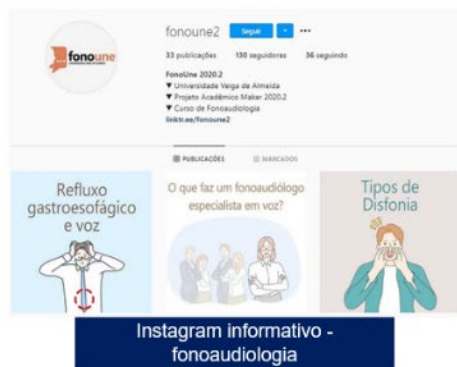 fonoune
fonoune2 Seguir
33 publicações 130 seguidores 36 seguindo
FonoUne 2020.2
▼ Universidade Veiga de Almeida
▼ Projeto Acadêmico Maker 2020.2
▼ Curso de Fonoaudiologia
linktr.ee/fonoune2
PUBLICAÇÕES MARCADOS
Refluxo
gastroesofágico
e voz
O que faz um fonoaudiólogo
especialista em voz?
Tipos de
Disfonia
Instagram informativo -
fonoaudiologia